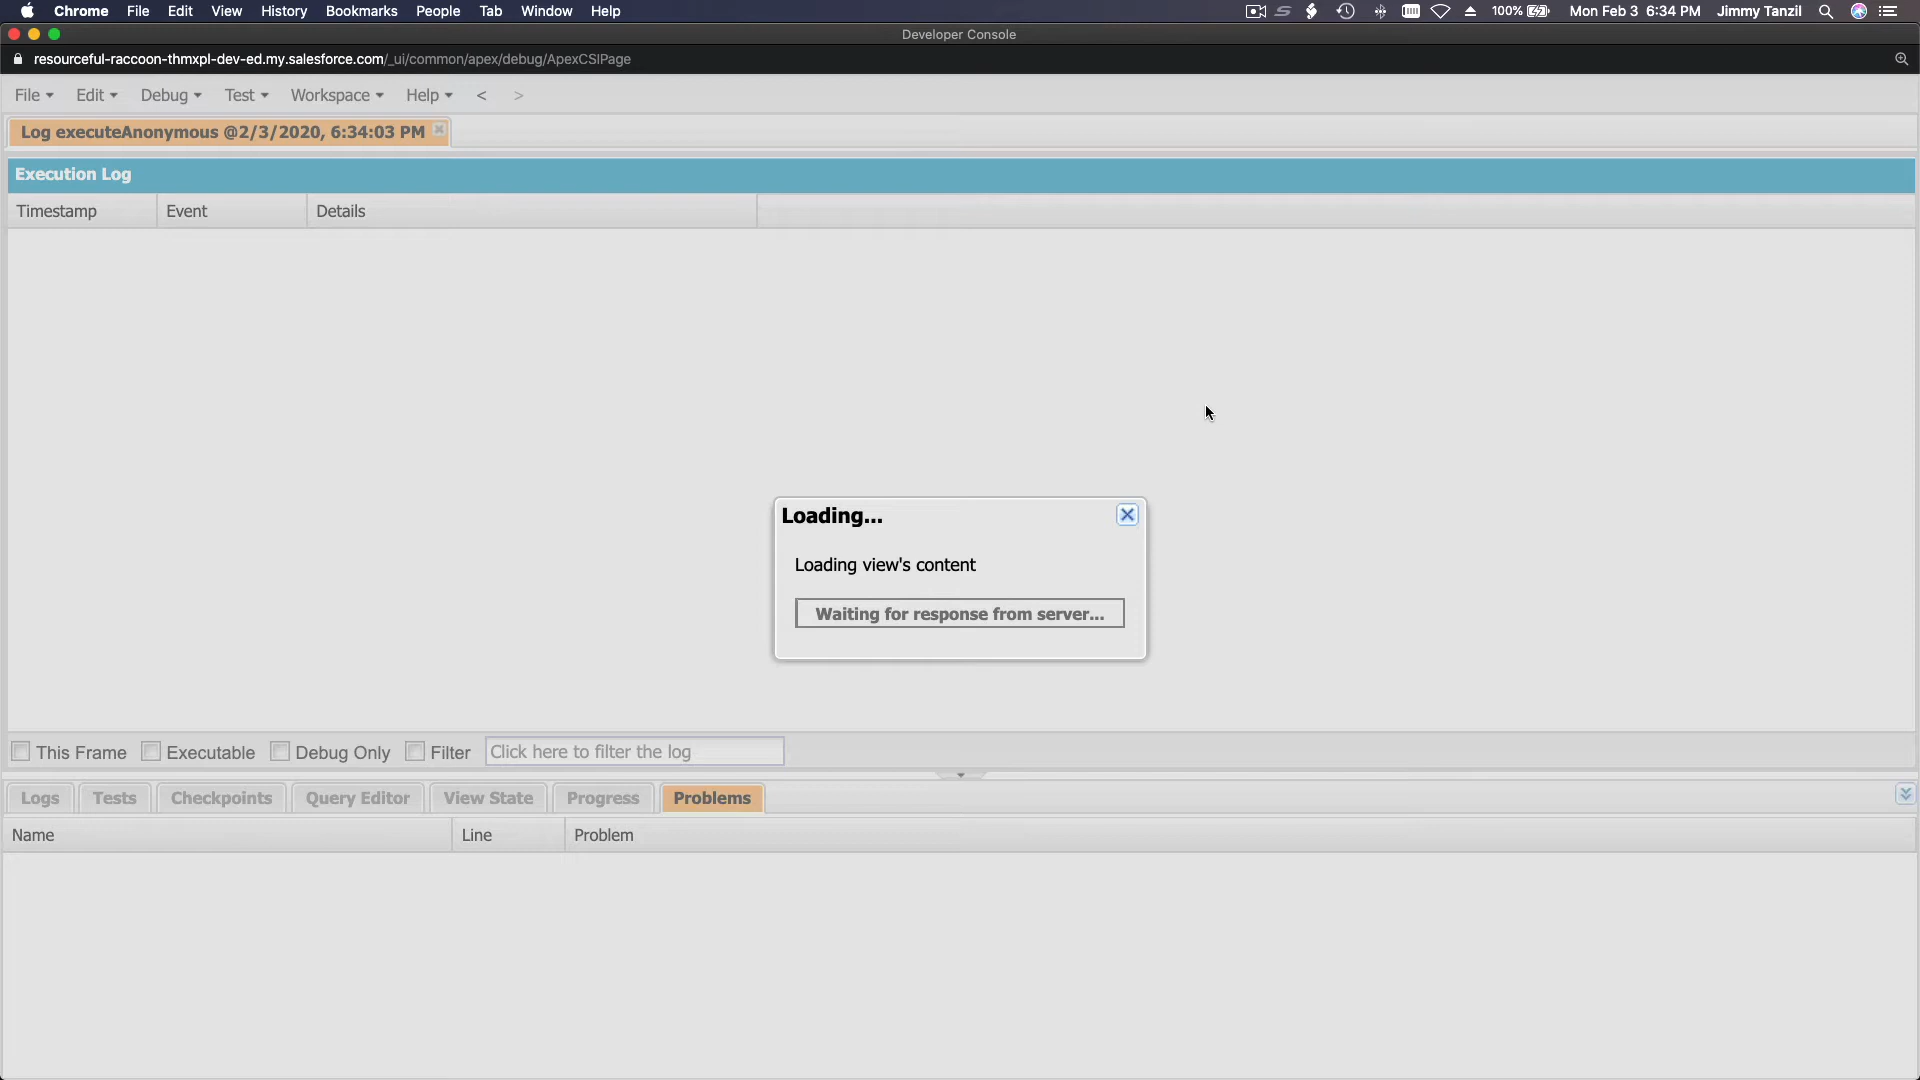 Chrome File Edit View History Bookmarks People Tab Window Help
100% Mon Feb 3 6:34 PM Jimmy Tanzil
Developer Console
resourceful-raccoon-thmxpl-dev-ed.my.salesforce.com/_ui/common/apex/debug/ApexCSIPage
File Edit Debug Test Workspace Help < >
Log executeAnonymous @2/3/2020, 6:34:03 PM
Execution Log
Timestamp Event Details
Loading...
Loading view's content
Waiting for response from server...
This Frame Executable Debug Only Filter Click here to filter the log
Logs Tests Checkpoints Query Editor View State Progress Problems
Name Line Problem